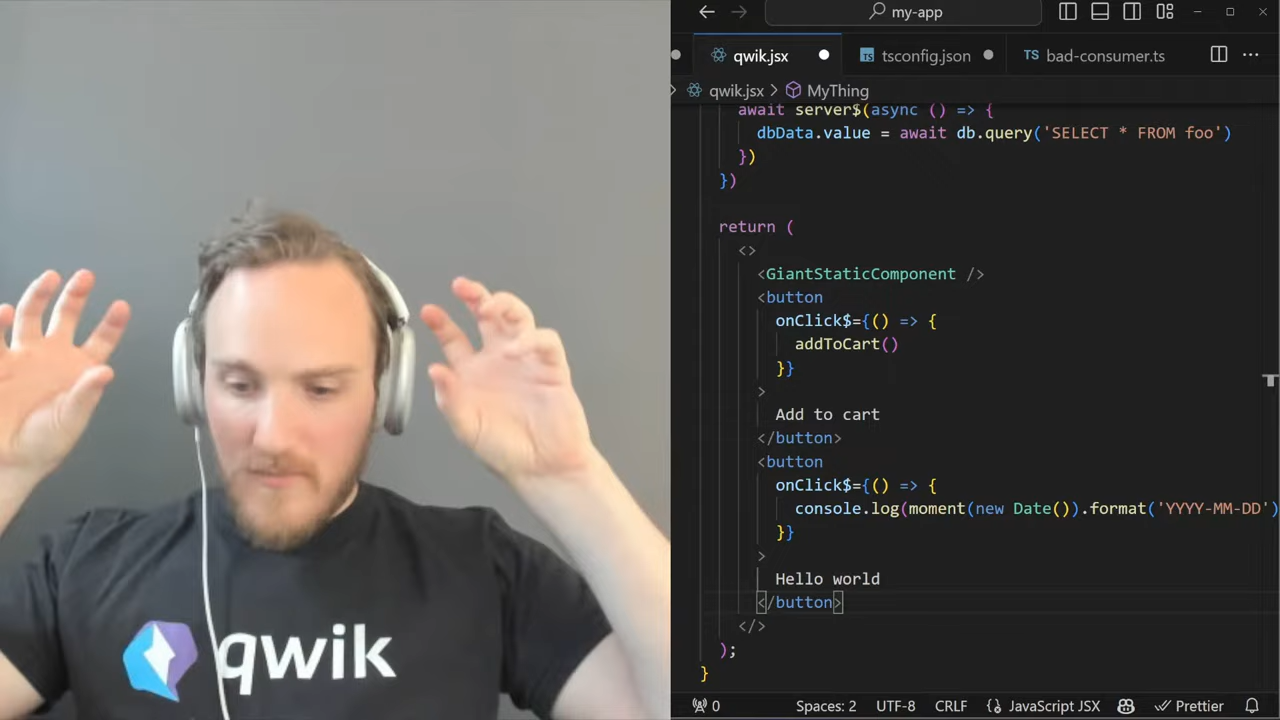 my-app
qwik.jsx
TS tsconfig.json
TS bad-consumer.ts
qwik.jsx > MyThing
await server$(async () => {
dbData.value = await db.query('SELECT * FROM foo')
})
})
return (
<>
<GiantStaticComponent />
<button
onClick$={() => {
addToCart()
}}
>
Add to cart
</button>
<button
onClick$={() => {
console.log(moment(new Date()).format('YYYY-MM-DD')
}}
>
Hello world
</button>
</>
);
}
0 Spaces: 2 UTF-8 CRLF JavaScript JSX Prettier
qwik